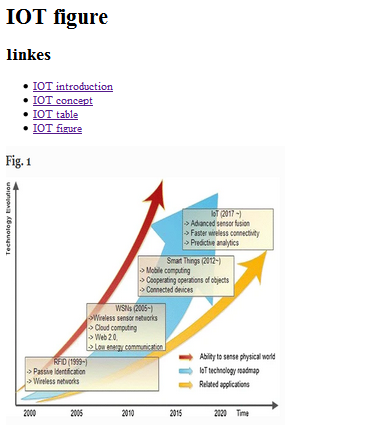 IOT figure
linkes
IOT introduction
IOT concept
IOT table
IOT figure
Fig. 1
Technology Evolution
IoT (2017 ~)
-> Advanced sensor fusion
-> Faster wireless connectivity
-> Predictive analytics
Smart Things (2012~)
-> Mobile computing
-> Cooperating operations of objects
-> Connected devices
WSNs (2005~)
->Wireless sensor networks
-> Cloud computing
-> Web 2.0,
-> Low energy communication
RFID (1999~)
-> Passive Identification
-> Wireless networks
Ability to sense physical world
IoT technology roadmap
Related applications
2000 2005 2010 2015 2020 Time